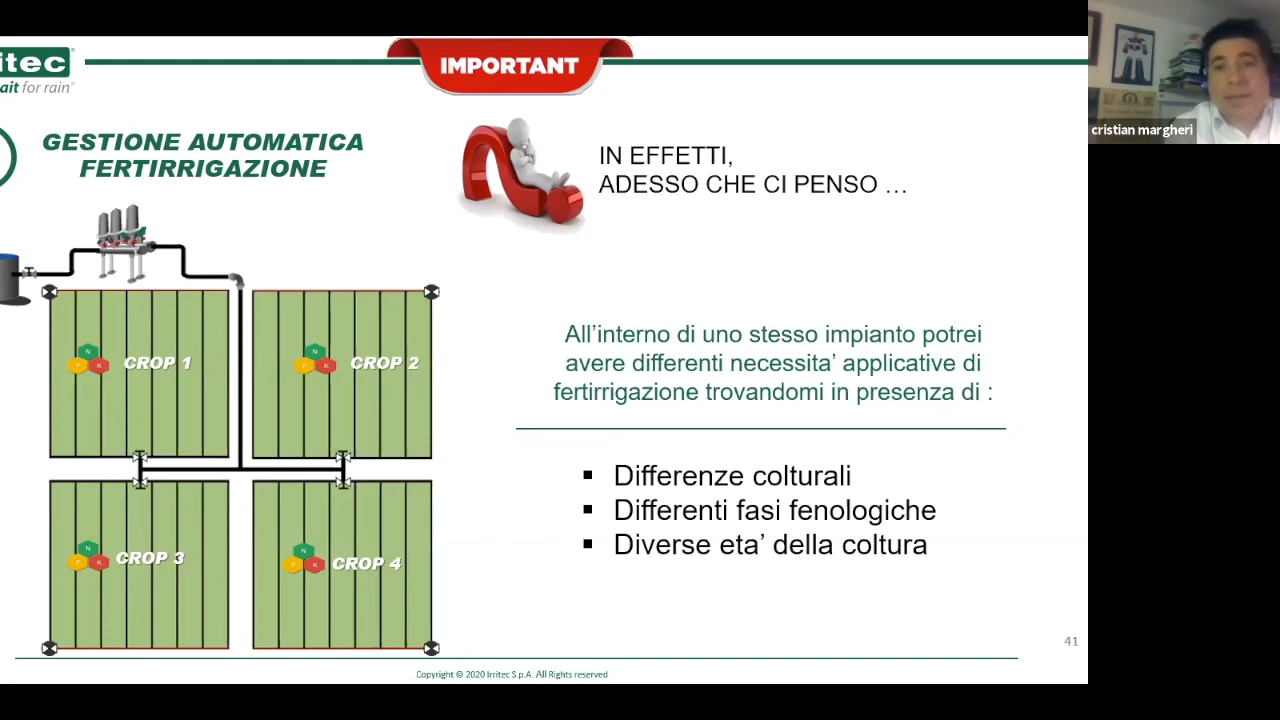 itec
ait for rain®
IMPORTANT
cristian margheri
GESTIONE AUTOMATICA
FERTIRRIGAZIONE
IN EFFETTI,
ADESSO CHE CI PENSO …
N
P K
CROP 1
N
P K
CROP 2
All’interno di uno stesso impianto potrei
avere differenti necessita’ applicative di
fertirrigazione trovandomi in presenza di :
▪ Differenze colturali
▪ Differenti fasi fenologiche
▪ Diverse eta’ della coltura
N
P K
CROP 3
N
P K
CROP 4
41
Copyright © 2020 Irritec S.p.A. All Rights reserved